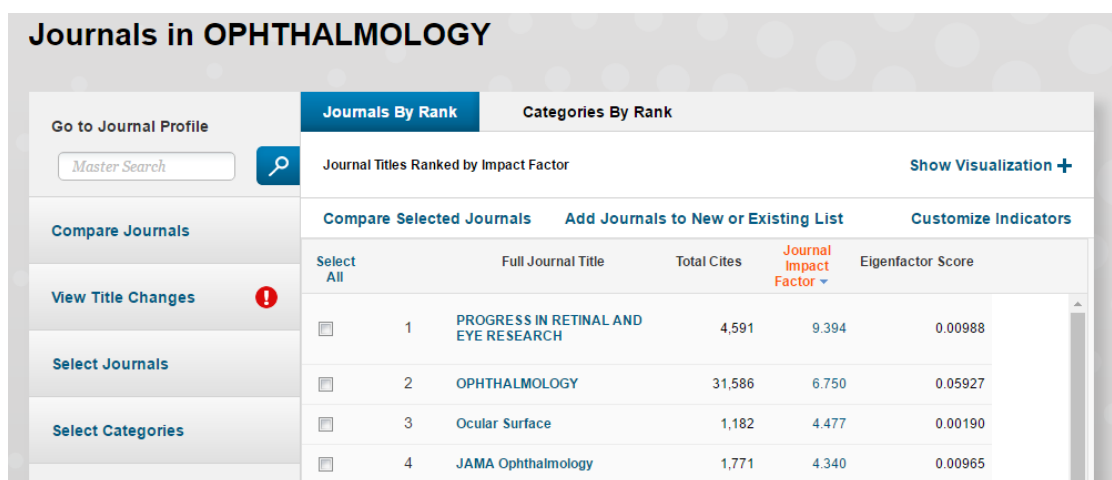 Journals in OPHTHALMOLOGY
Go to Journal Profile
Master Search
Compare Journals
View Title Changes
Select Journals
Select Categories
Journals By Rank Categories By Rank
Journal Titles Ranked by Impact Factor Show Visualization +
Compare Selected Journals Add Journals to New or Existing List Customize Indicators
Select All Full Journal Title Total Cites Journal Impact Factor Eigenfactor Score
1 PROGRESS IN RETINAL AND EYE RESEARCH 4,591 9.394 0.00988
2 OPHTHALMOLOGY 31,586 6.750 0.05927
3 Ocular Surface 1,182 4.477 0.00190
4 JAMA Ophthalmology 1,771 4.340 0.00965